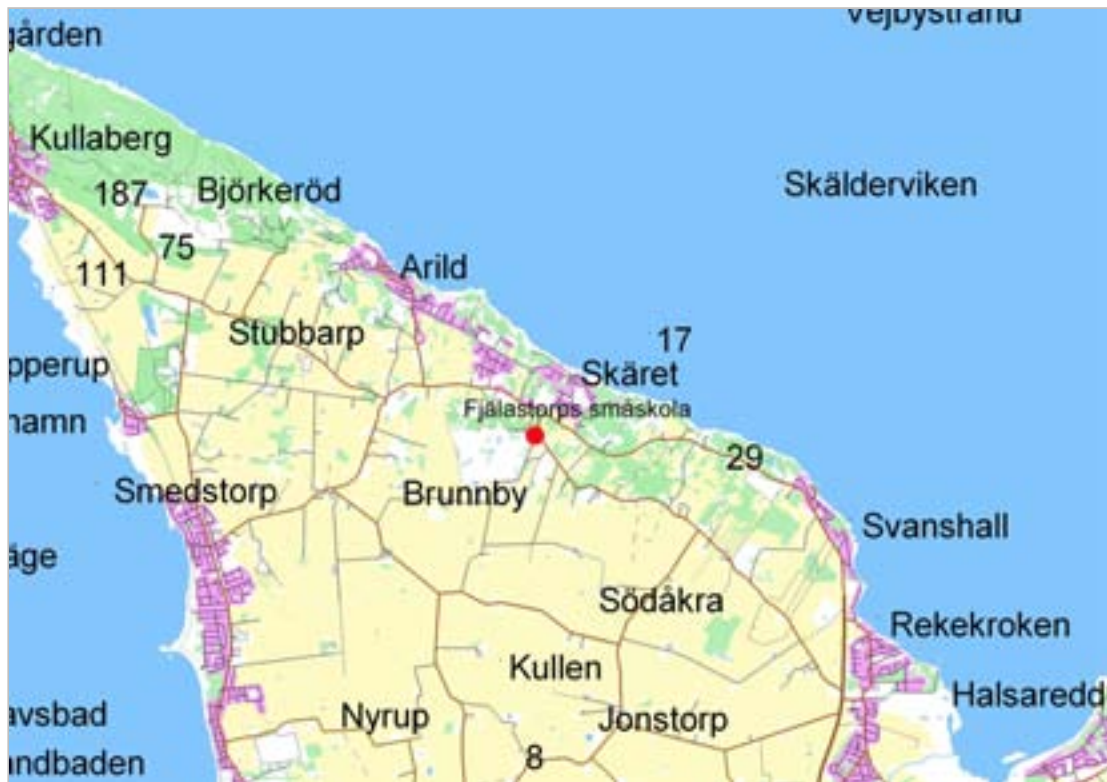 Vejbystrand
gården
Kullaberg
187
Björkeröd
Skälderviken
75
111
Arild
Stubbarp
17
pperup
Skäret
Fjälastorps småskola
hamn
29
Smedstorp
Brunnby
Svanshall
äge
Södåkra
Rekekroken
Kullen
Halsaredd
avsbad
Nyrup
Jonstorp
8
ndbaden